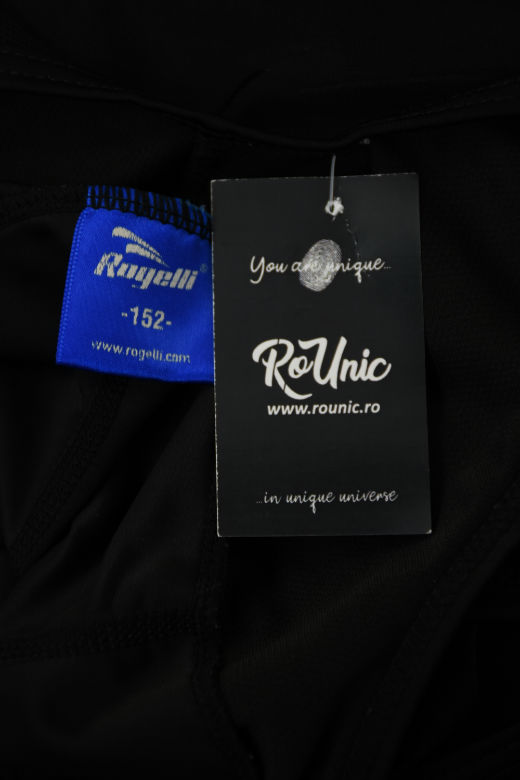 Rogelli®
-152-
www.rogelli.com
You are unique...
RoUnic
www.rounic.ro
...in unique universe